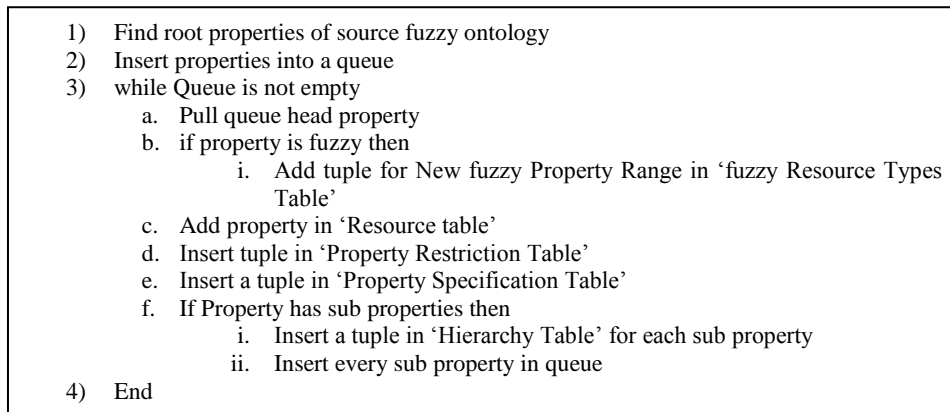 1) Find root properties of source fuzzy ontology
2) Insert properties into a queue
3) while Queue is not empty
a. Pull queue head property
b. if property is fuzzy then
i. Add tuple for New fuzzy Property Range in ‘fuzzy Resource Types
Table’
c. Add property in ‘Resource table’
d. Insert tuple in ‘Property Restriction Table’
e. Insert a tuple in ‘Property Specification Table’
f. If Property has sub properties then
i. Insert a tuple in ‘Hierarchy Table’ for each sub property
ii. Insert every sub property in queue
4) End